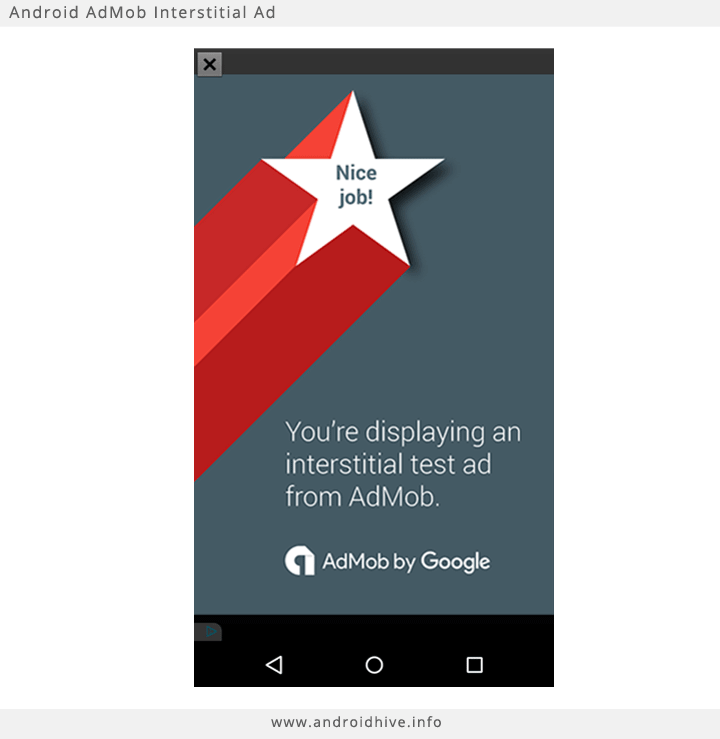 Android AdMob Interstitial Ad
Nice
job!
You're displaying an
interstitial test ad
from AdMob.
AdMob by Google
www.androidhive.info